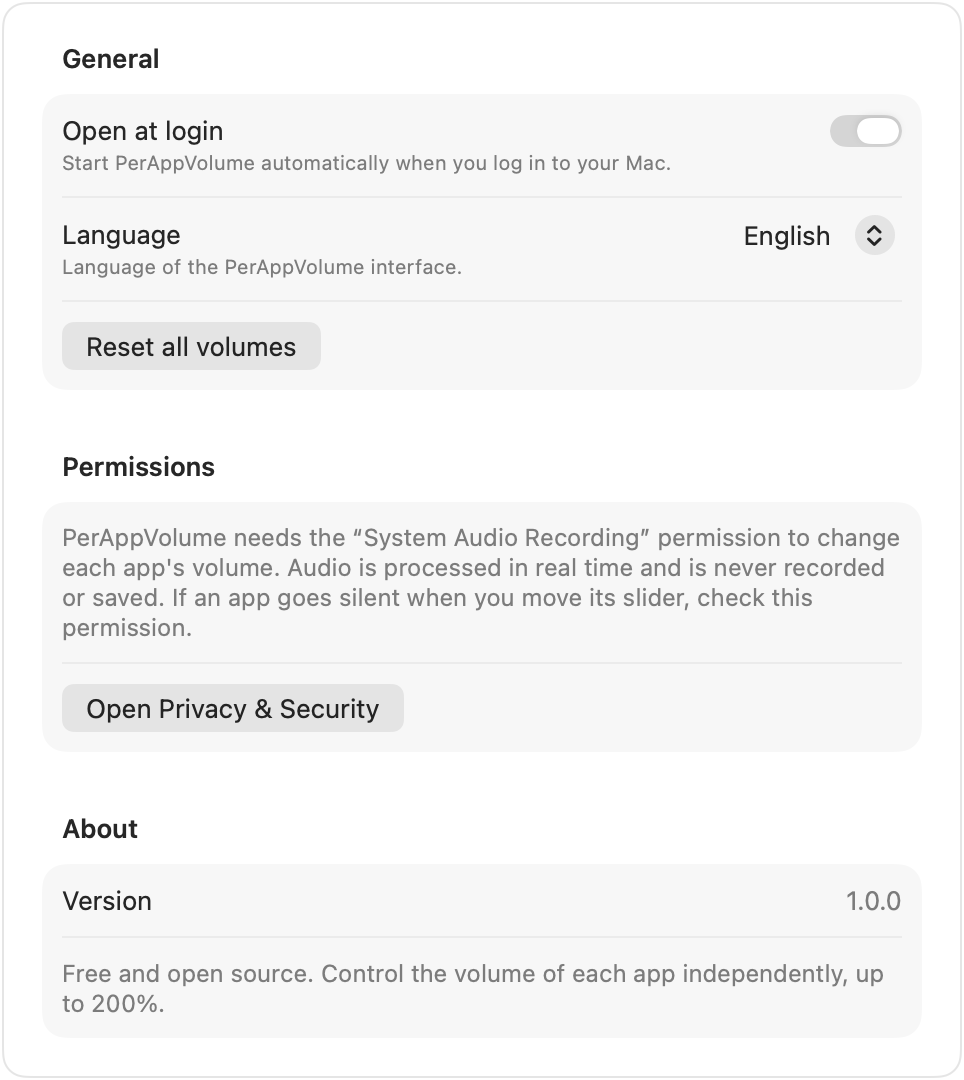 General
Open at login
Start PerAppVolume automatically when you log in to your Mac.
Language
English
Language of the PerAppVolume interface.
Reset all volumes
Permissions
PerAppVolume needs the “System Audio Recording” permission to change
each app's volume. Audio is processed in real time and is never recorded
or saved. If an app goes silent when you move its slider, check this
permission.
Open Privacy & Security
About
Version
1.0.0
Free and open source. Control the volume of each app independently, up
to 200%.